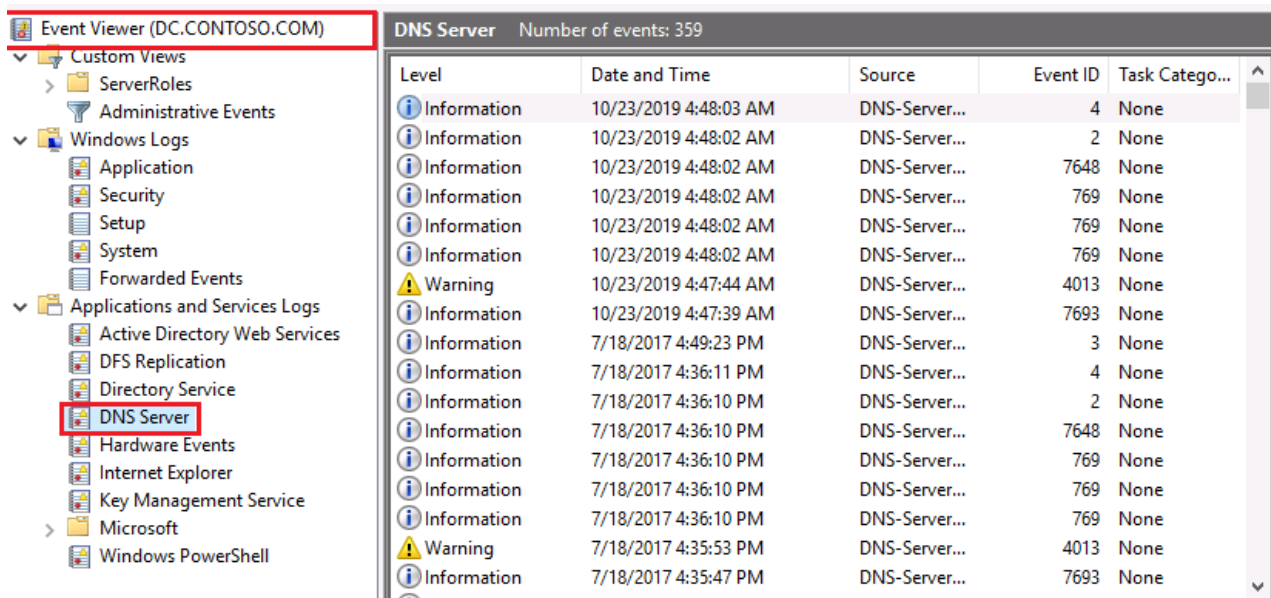 Event Viewer (DC.CONTOSO.COM)
Custom Views
ServerRoles
Administrative Events
Windows Logs
Application
Security
Setup
System
Forwarded Events
Applications and Services Logs
Active Directory Web Services
DFS Replication
Directory Service
DNS Server
Hardware Events
Internet Explorer
Key Management Service
Microsoft
Windows PowerShell
DNS Server Number of events: 359
Level Date and Time Source Event ID Task Catego...
Information 10/23/2019 4:48:03 AM DNS-Server... 4 None
Information 10/23/2019 4:48:02 AM DNS-Server... 2 None
Information 10/23/2019 4:48:02 AM DNS-Server... 7648 None
Information 10/23/2019 4:48:02 AM DNS-Server... 769 None
Information 10/23/2019 4:48:02 AM DNS-Server... 769 None
Information 10/23/2019 4:48:02 AM DNS-Server... 769 None
Warning 10/23/2019 4:47:44 AM DNS-Server... 4013 None
Information 10/23/2019 4:47:39 AM DNS-Server... 7693 None
Information 7/18/2017 4:49:23 PM DNS-Server... 3 None
Information 7/18/2017 4:36:11 PM DNS-Server... 4 None
Information 7/18/2017 4:36:10 PM DNS-Server... 2 None
Information 7/18/2017 4:36:10 PM DNS-Server... 7648 None
Information 7/18/2017 4:36:10 PM DNS-Server... 769 None
Information 7/18/2017 4:36:10 PM DNS-Server... 769 None
Information 7/18/2017 4:36:10 PM DNS-Server... 769 None
Warning 7/18/2017 4:35:53 PM DNS-Server... 4013 None
Information 7/18/2017 4:35:47 PM DNS-Server... 7693 None